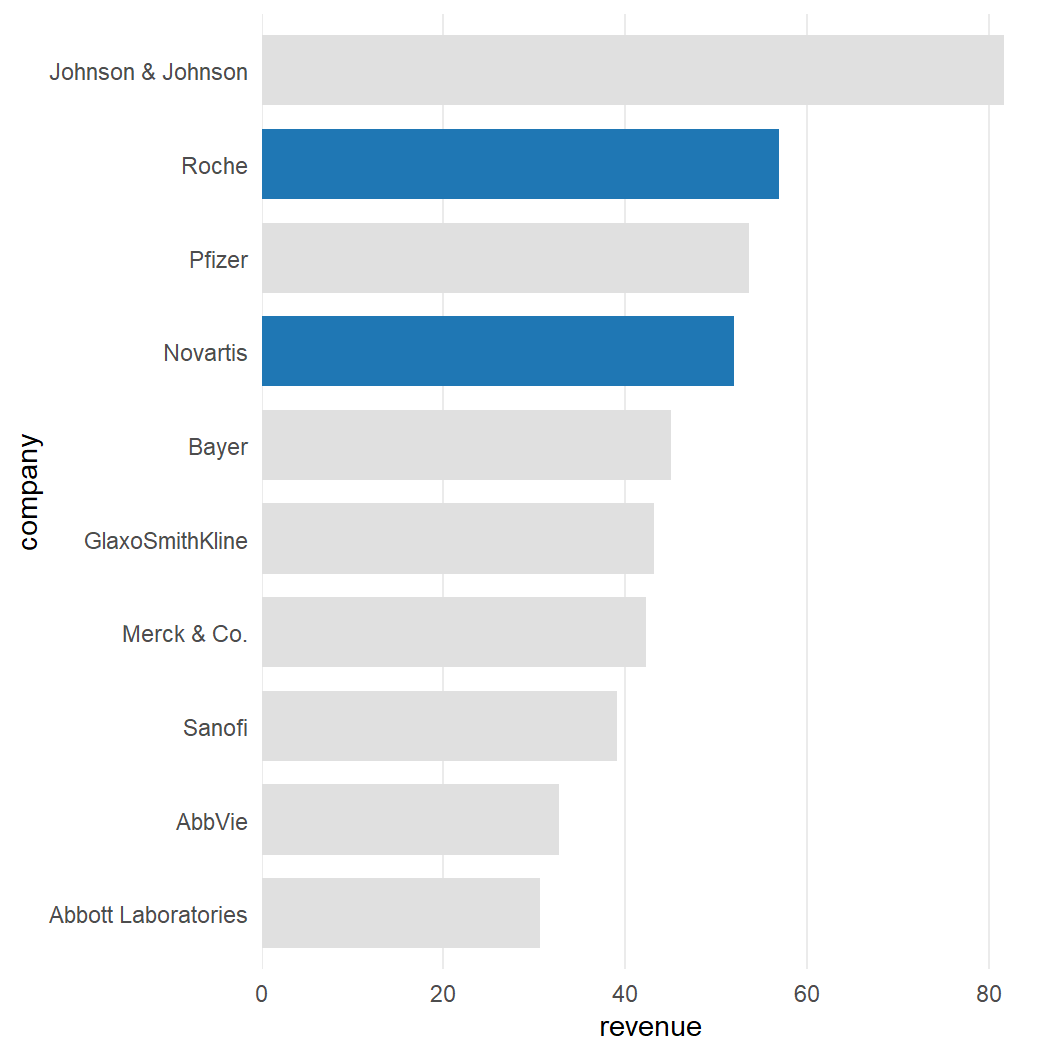 Johnson & Johnson
Roche
Pfizer
Novartis
Bayer
GlaxoSmithKline
Merck & Co.
Sanofi
AbbVie
Abbott Laboratories
company
0 20 40 60 80
revenue